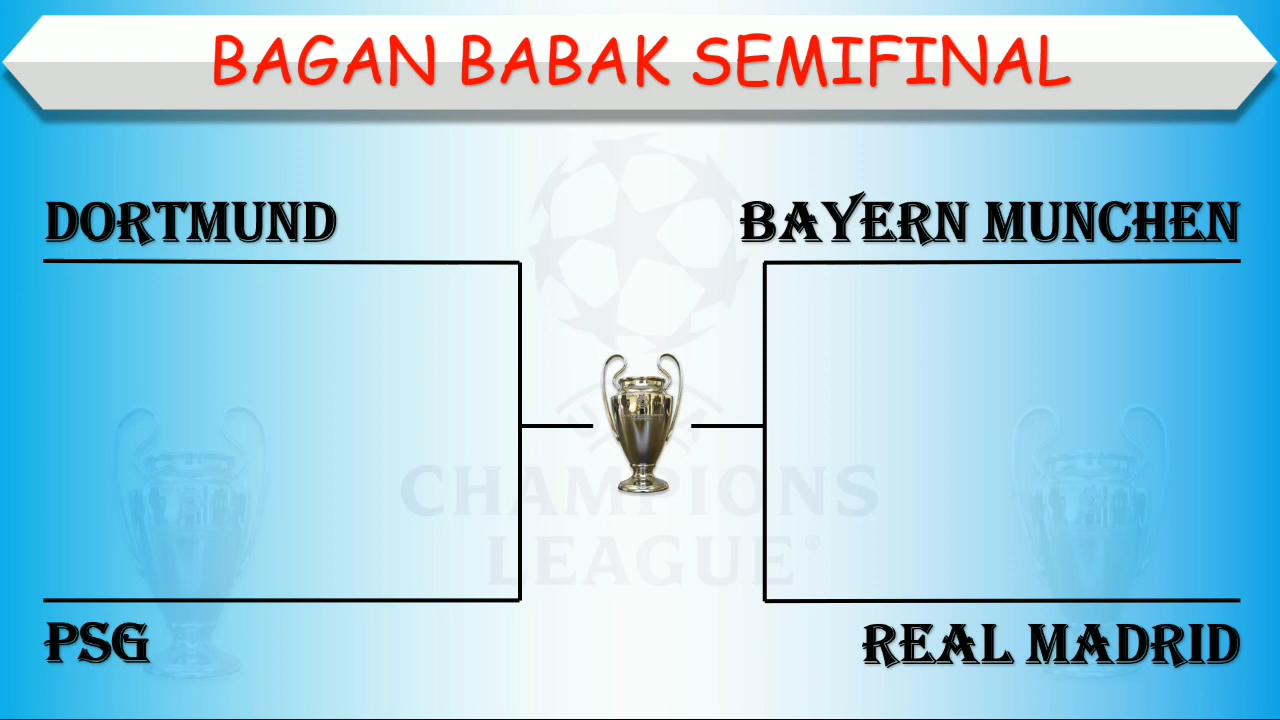 BAGAN BABAK SEMIFINAL
DORTMUND
BAYERN MUNCHEN
CHAMPIONS
LEAGUE®
PSG
REAL MADRID